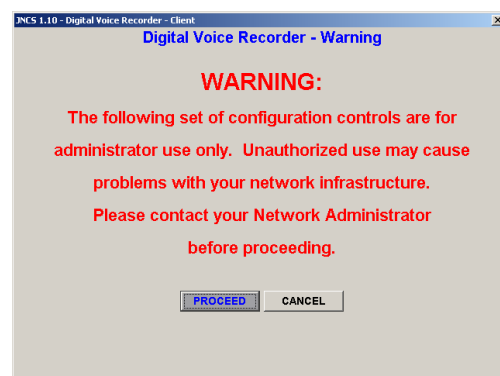 JNCS 1.10 - Digital Voice Recorder - Client
Digital Voice Recorder - Warning
WARNING:
The following set of configuration controls are for
administrator use only. Unauthorized use may cause
problems with your network infrastructure.
Please contact your Network Administrator
before proceeding.
PROCEED CANCEL